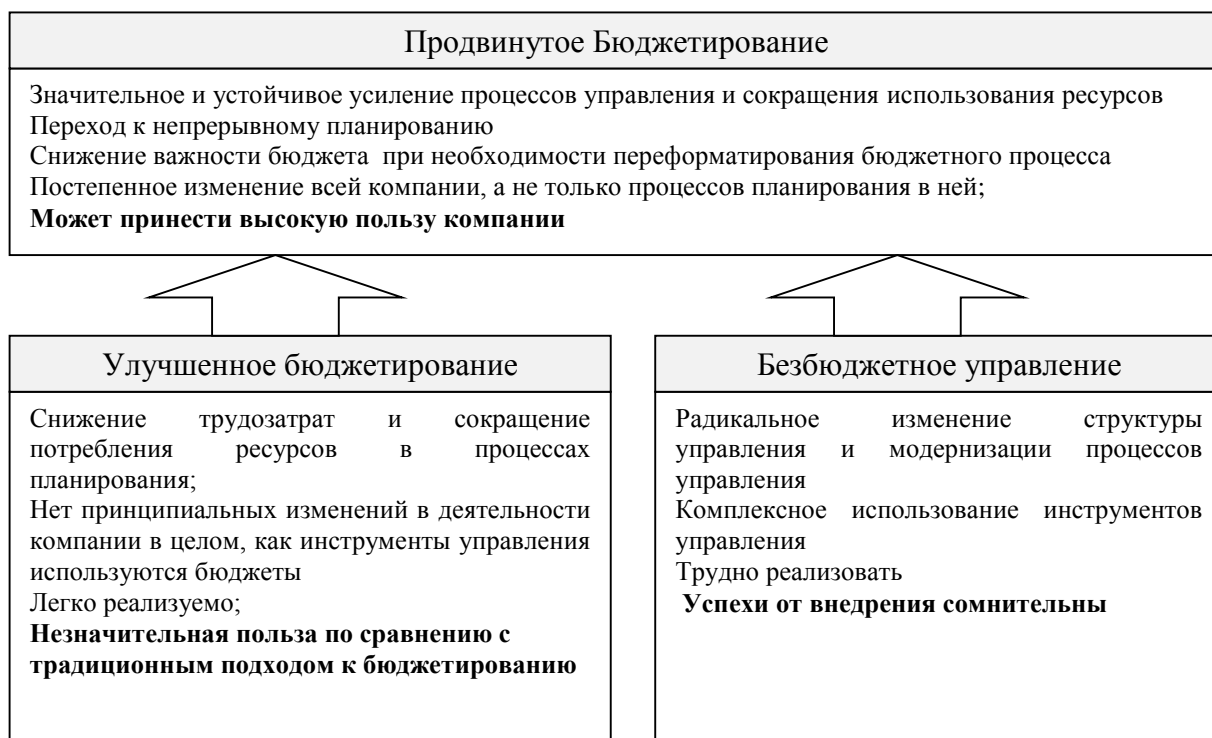 Продвинутое Бюджетирование
Значительное и устойчивое усиление процессов управления и сокращения использования ресурсов
Переход к непрерывному планированию
Снижение важности бюджета при необходимости переформатирования бюджетного процесса
Постепенное изменение всей компании, а не только процессов планирования в ней;
Может принести высокую пользу компании
Улучшенное бюджетирование
Снижение трудозатрат и сокращение
потребления ресурсов в процессах
планирования;
Нет принципиальных изменений в деятельности
компании в целом, как инструменты управления
используются бюджеты
Легко реализуемо;
Незначительная польза по сравнению с
традиционным подходом к бюджетированию
Безбюджетное управление
Радикальное изменение структуры
управления и модернизации процессов
управления
Комплексное использование инструментов
управления
Трудно реализовать
Успехи от внедрения сомнительны